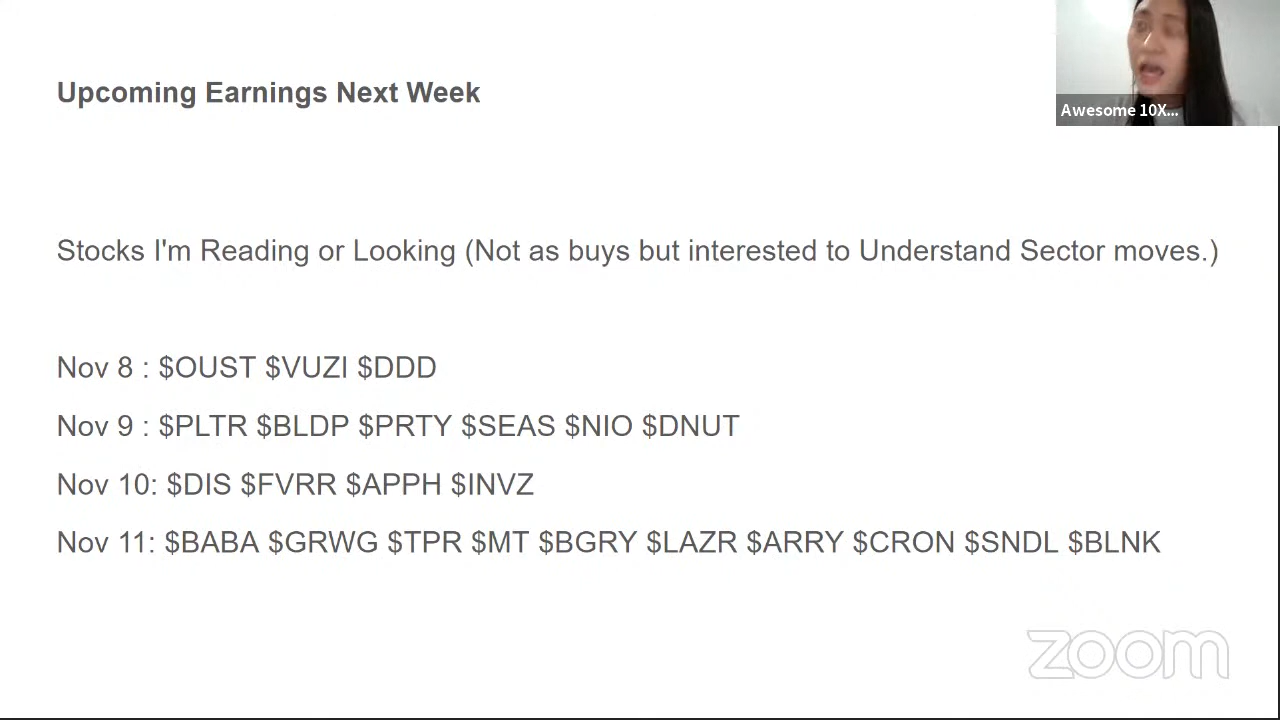 Upcoming Earnings Next Week
Awesome 10X...
Stocks I'm Reading or Looking (Not as buys but interested to Understand Sector moves.)
Nov 8 : $OUST $VUZI $DDD
Nov 9 : $PLTR $BLDP $PRTY $SEAS $NIO $DNUT
Nov 10: $DIS $FVRR $APPH $INVZ
Nov 11: $BABA $GRWG $TPR $MT $BGRY $LAZR $ARRY $CRON $SNDL $BLNK
zoom